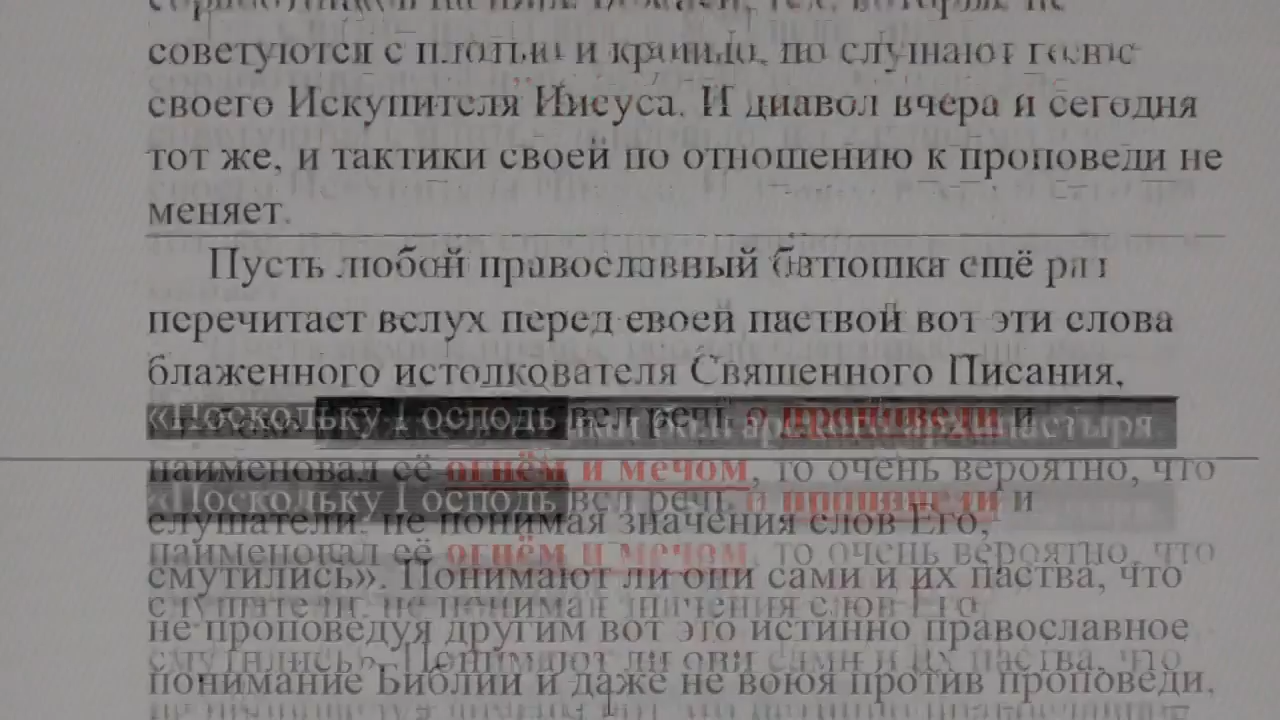 советуются с плотью и кровию, но слушают голос
своего Искупителя Иисуса. И диавол вчера и сегодня
тот же, и тактики своей по отношению к проповеди не
меняет.
Пусть любой православный батюшка ещё раз
перечитает вслух перед своей паствой вот эти слова
блаженного истолкователя Священного Писания,
«Поскольку Господь вел речь о проповеди и
наименовал её огнём и мечом, то очень вероятно, что
слушатели, не понимая значения слов Его,
смутились». Понимают ли они сами и их паства, что
не проповедуя другим вот это истинно православное
понимание Библии и даже не воюя против проповеди,